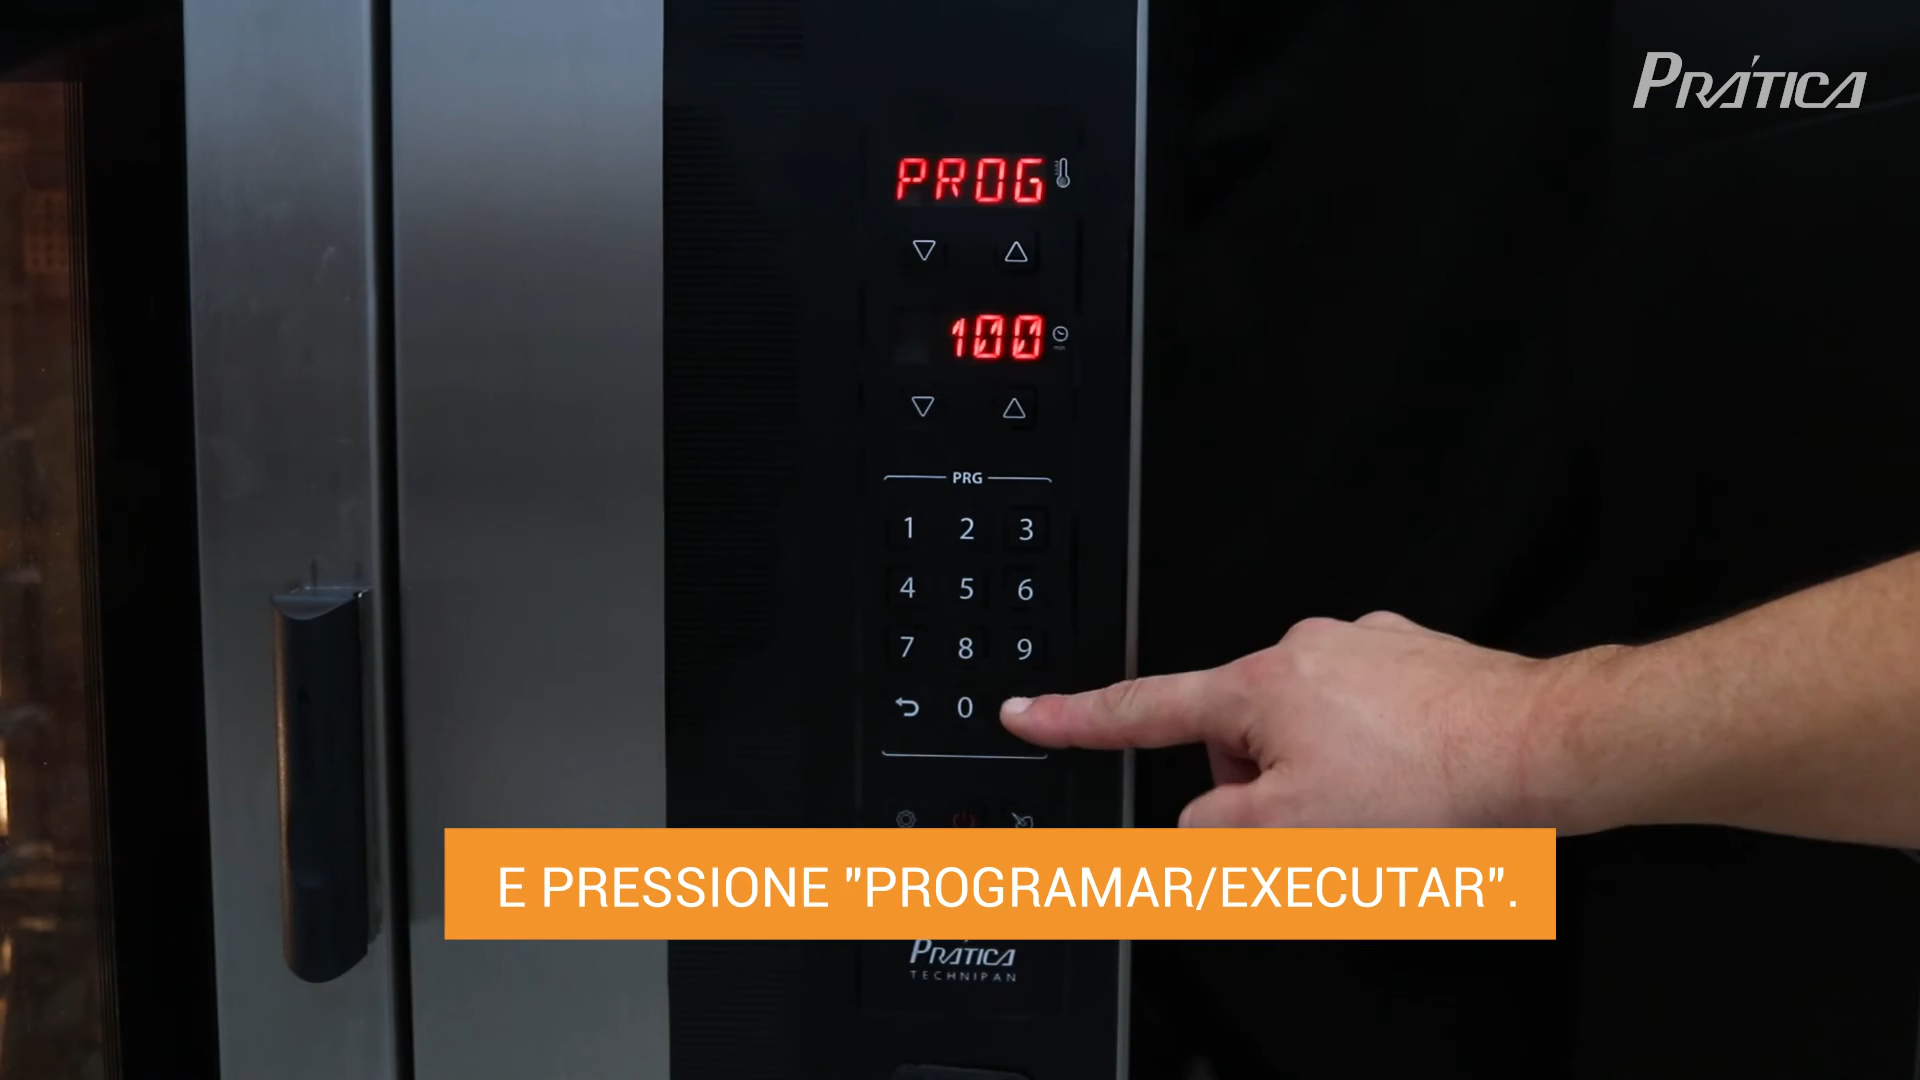 PRÁTICA
PROG
100
PRG
1 2 3
4 5 6
7 8 9
0
E PRESSIONE "PROGRAMAR/EXECUTAR".
PRÁTICA
TECHNIPAN